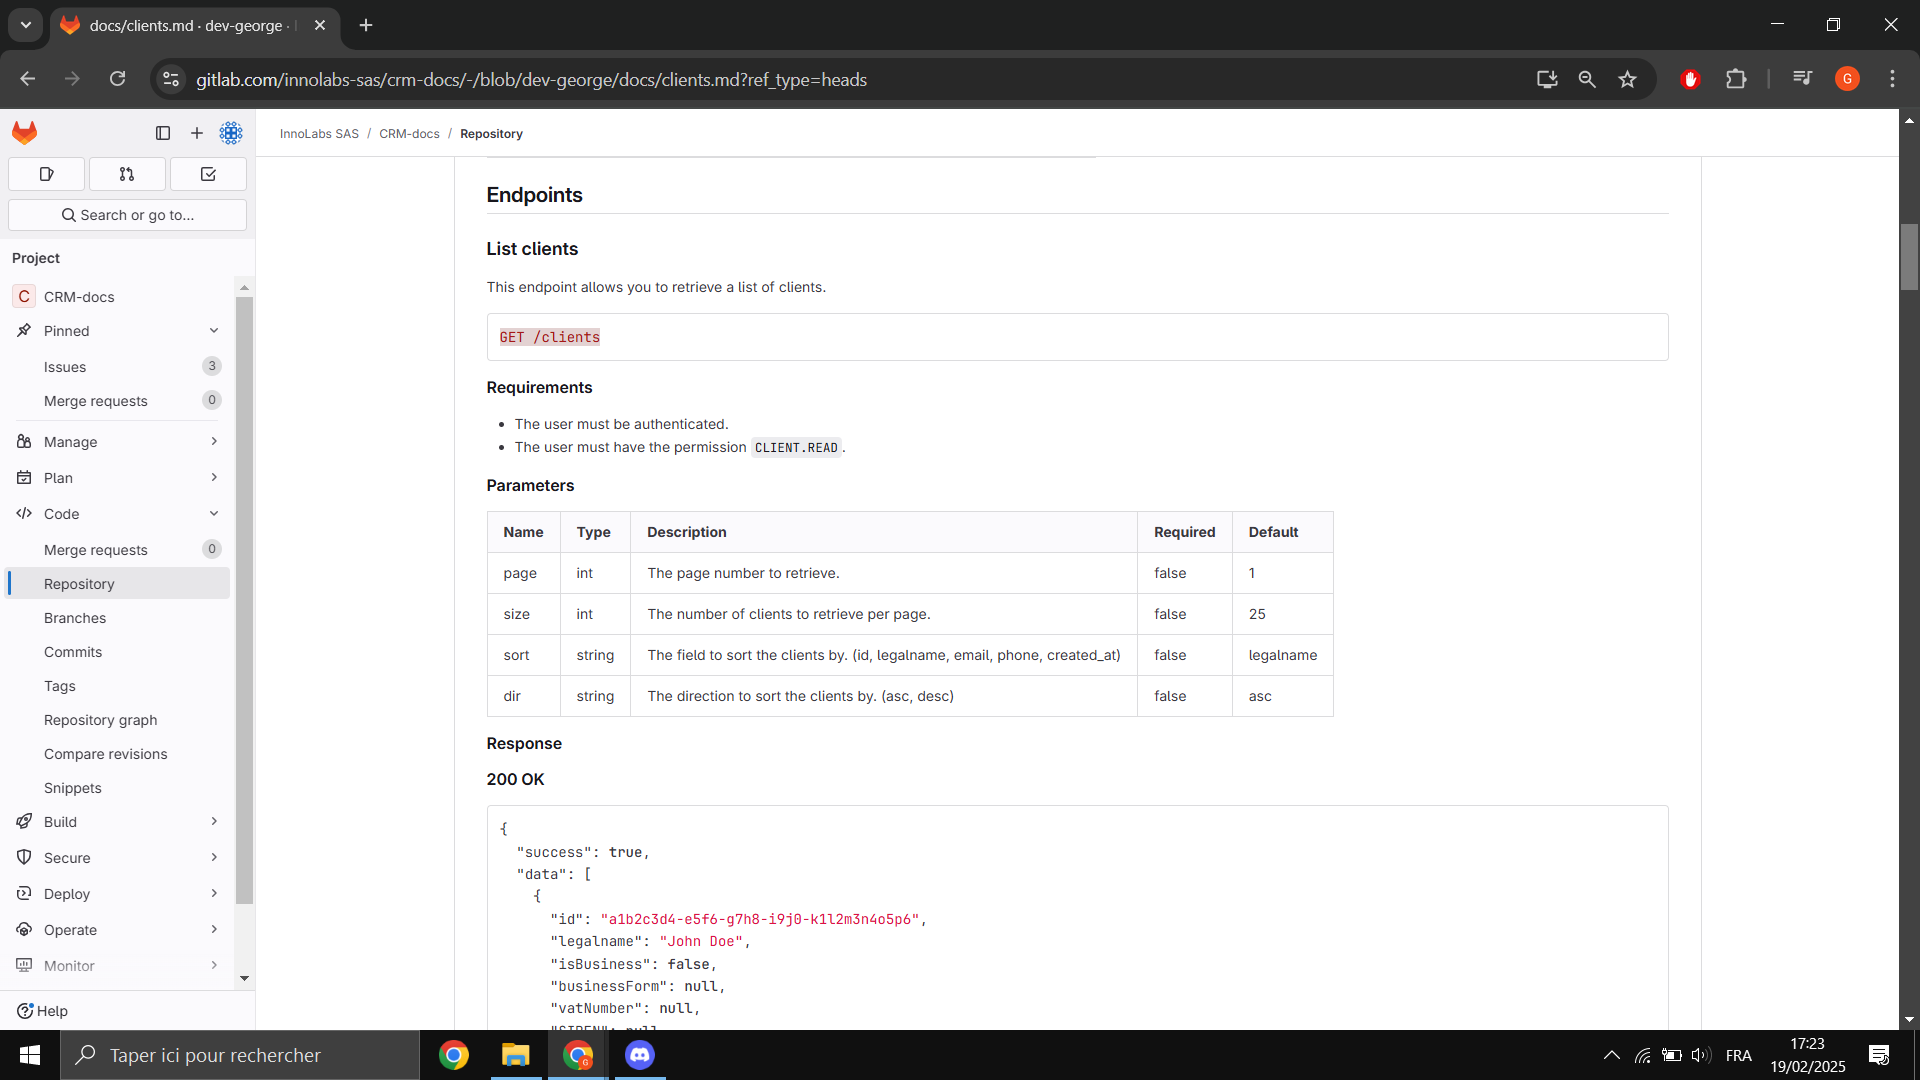 docs/clients.md · dev-george ·
gitlab.com/innolabs-sas/crm-docs/-/blob/dev-george/docs/clients.md?ref_type=heads
G
InnoLabs SAS / CRM-docs / Repository
Search or go to...
Project
C CRM-docs
Pinned
Issues 3
Merge requests 0
Manage
Plan
Code
Merge requests 0
Repository
Branches
Commits
Tags
Repository graph
Compare revisions
Snippets
Build
Secure
Deploy
Operate
Monitor
Help
Endpoints
List clients
This endpoint allows you to retrieve a list of clients.
GET /clients
Requirements
• The user must be authenticated.
• The user must have the permission CLIENT.READ.
Parameters
Name Type Description Required Default
page int The page number to retrieve. false 1
size int The number of clients to retrieve per page. false 25
sort string The field to sort the clients by. (id, legalname, email, phone, created_at) false legalname
dir string The direction to sort the clients by. (asc, desc) false asc
Response
200 OK
{
"success": true,
"data": [
{
"id": "a1b2c3d4-e5f6-g7h8-i9j0-k1l2m3n4o5p6",
"legalname": "John Doe",
"isBusiness": false,
"businessForm": null,
"vatNumber": null,
"SIREN": null
Taper ici pour rechercher
FRA
17:23
19/02/2025